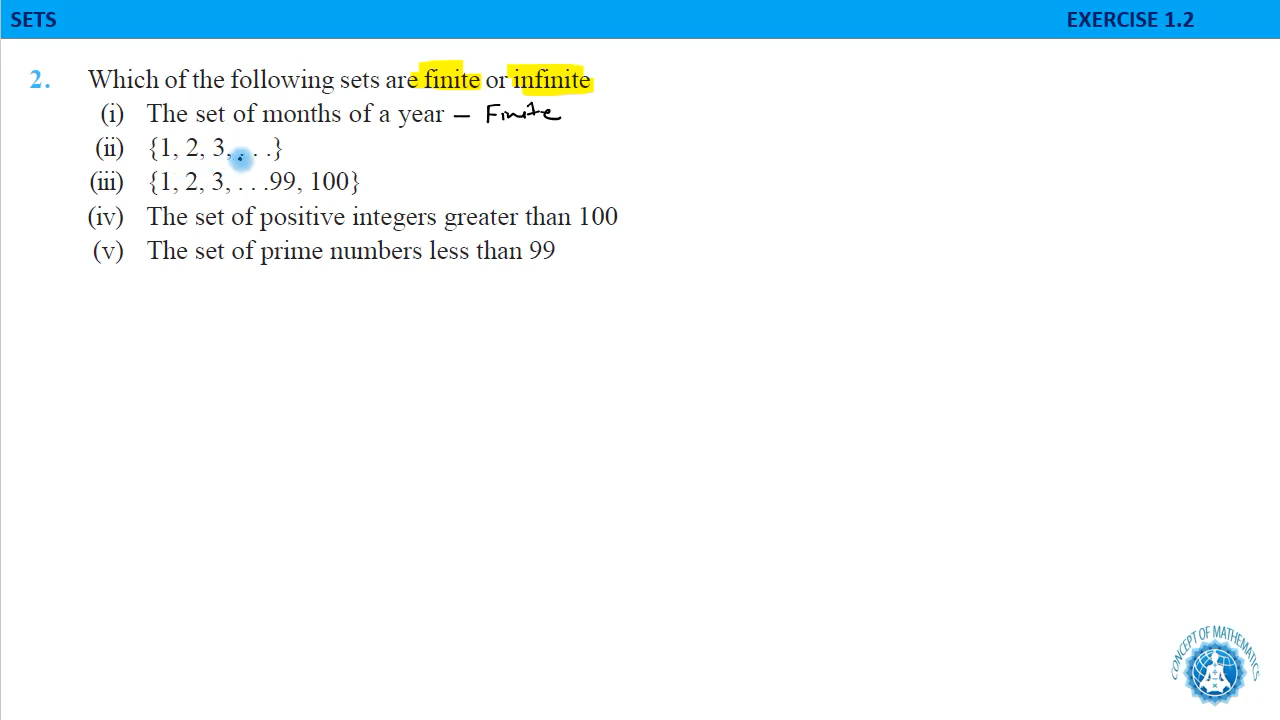 SETS
EXERCISE 1.2
2. Which of the following sets are finite or infinite
(i) The set of months of a year – Finite
(ii) {1, 2, 3, . . .}
(iii) {1, 2, 3, . . .99, 100}
(iv) The set of positive integers greater than 100
(v) The set of prime numbers less than 99
CONCEPT OF MATHEMATICS